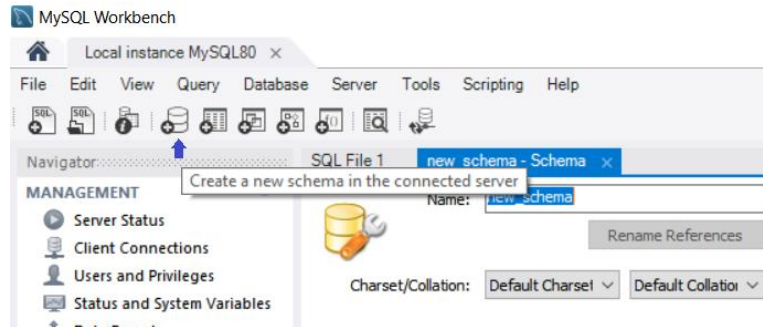 MySQL Workbench
Local instance MySQL80 ×
File Edit View Query Database Server Tools Scripting Help
SQL SQL
Navigator
SQL File 1 new_schema - Schema ×
Create a new schema in the connected server
MANAGEMENT
Name: new_schema
Server Status
Rename References
Client Connections
Users and Privileges
Charset/Collation: Default Charset Default Collation
Status and System Variables